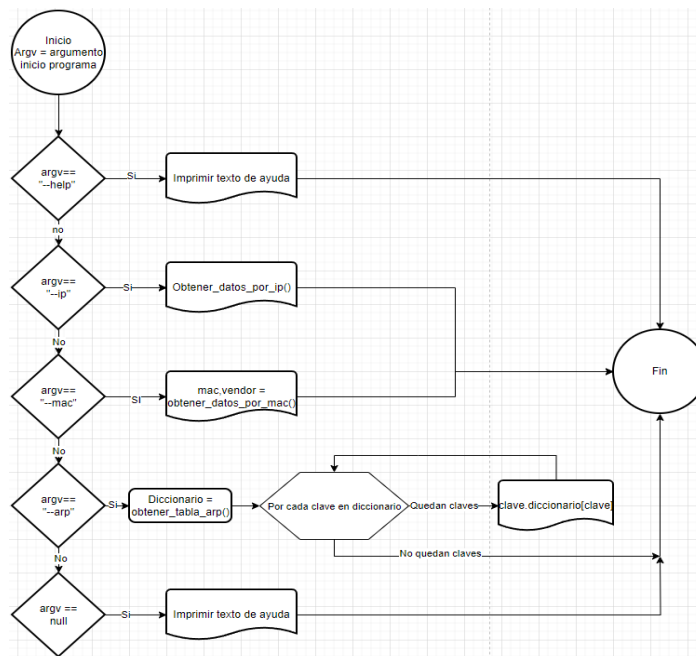 Inicio
Argv = argumento
inicio programa
argv==
"--help"
Si
Imprimir texto de ayuda
no
argv==
"--ip"
Si
Obtener_datos_por_ip()
No
argv==
"--mac"
SI
mac,vendor =
obtener_datos_por_mac()
Fin
No
argv==
"--arp"
Si
Diccionario =
obtener_tabla_arp()
Por cada clave en diccionario
Quedan claves
clave.diccionario[clave]
No quedan claves
No
argv ==
null
Si
Imprimir texto de ayuda